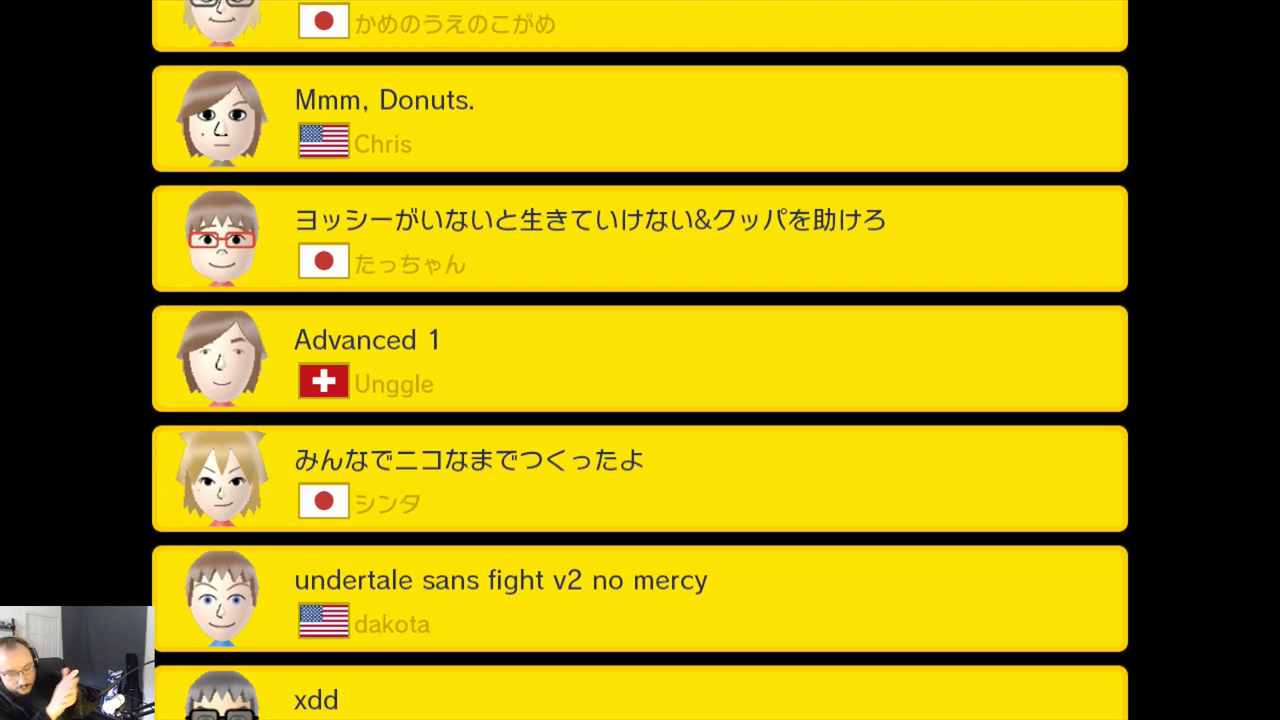 かめのうえのこがめ
Mmm, Donuts.
Chris
ヨッシーがいないと生きていけない&クッパを助けろ
たっちゃん
Advanced 1
Unggle
みんなでニコなまでつくったよ
シンタ
undertale sans fight v2 no mercy
dakota
xdd